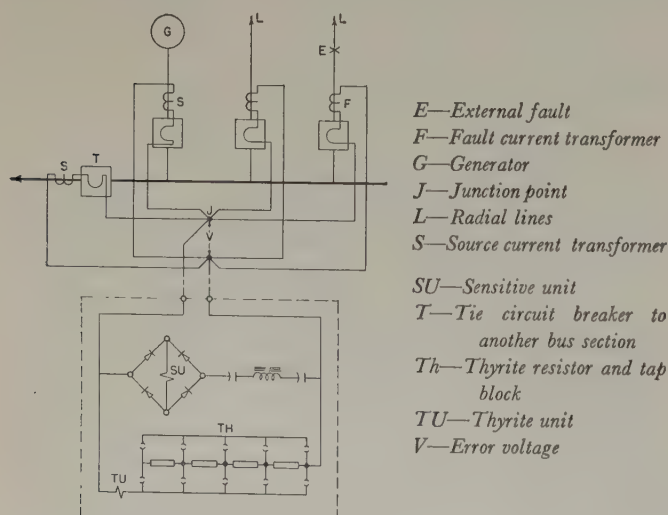 L
L
G
E
S
F
S
T
J
V
SU
TH
TU
E—External fault
F—Fault current transformer
G—Generator
J—Junction point
L—Radial lines
S—Source current transformer
SU—Sensitive unit
T—Tie circuit breaker to
another bus section
Th—Thyrite resistor and tap
block
TU—Thyrite unit
V—Error voltage